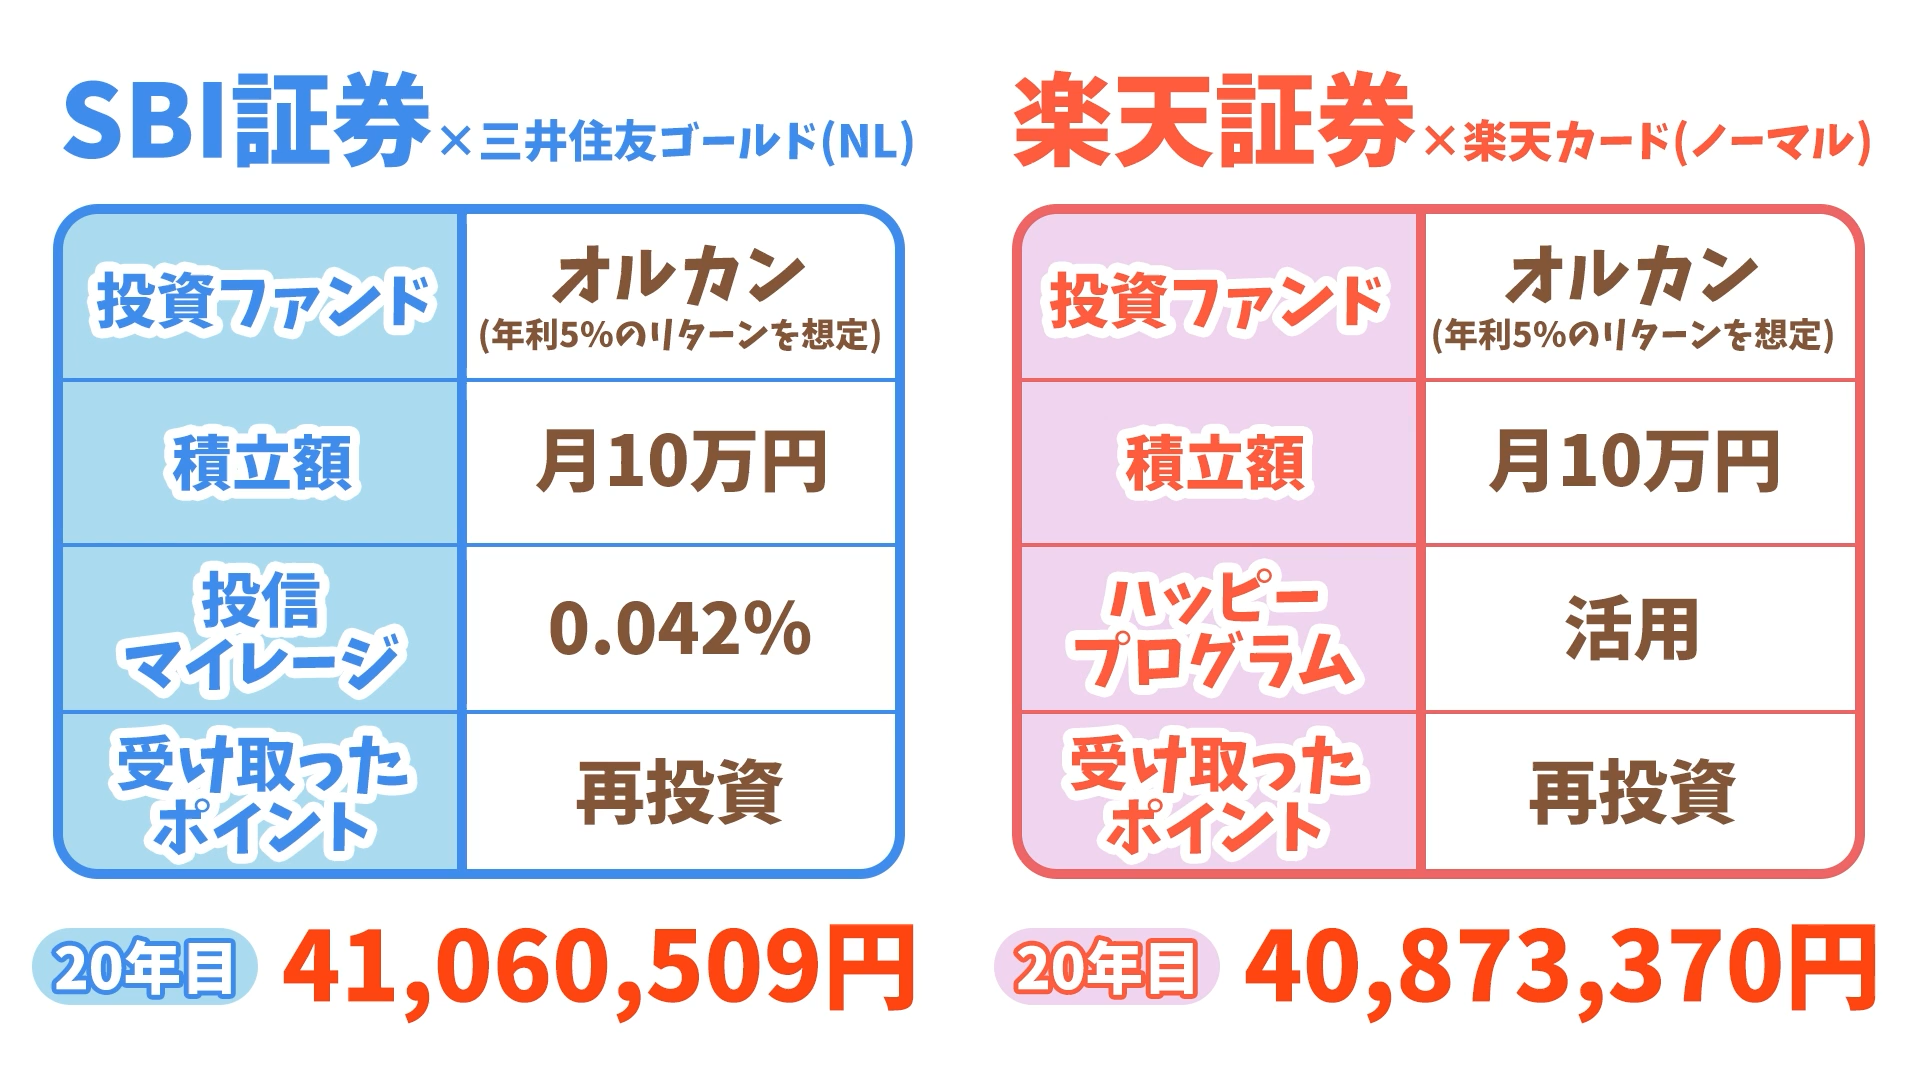 SBI証券×三井住友ゴールド(NL)
投資ファンド
オルカン
(年利5%のリターンを想定)
積立額
月10万円
投信
マイレージ
0.042%
受け取った
ポイント
再投資
20年目
41,060,509円
楽天証券×楽天カード(ノーマル)
投資ファンド
オルカン
(年利5%のリターンを想定)
積立額
月10万円
ハッピー
プログラム
活用
受け取った
ポイント
再投資
20年目
40,873,370円